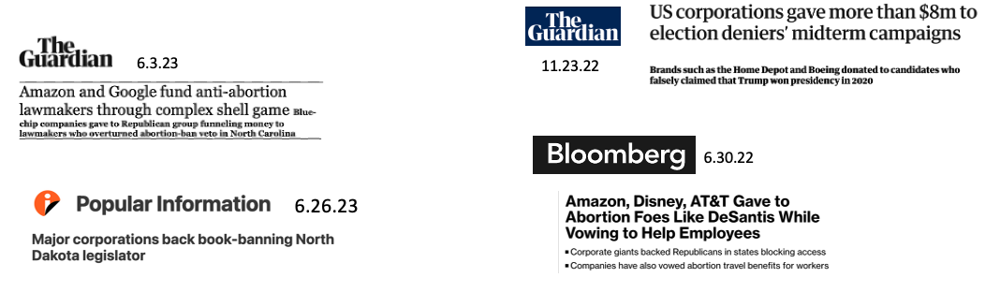 The
Guardian
6.3.23
Amazon and Google fund anti-abortion
lawmakers through complex shell game Blue-
chip companies gave to Republican group funneling money to
lawmakers who overturned abortion-ban veto in North Carolina
Popular Information 6.26.23
Major corporations back book-banning North
Dakota legislator
The
Guardian
11.23.22
US corporations gave more than $8m to
election deniers’ midterm campaigns
Brands such as the Home Depot and Boeing donated to candidates who
falsely claimed that Trump won presidency in 2020
Bloomberg 6.30.22
Amazon, Disney, AT&T Gave to
Abortion Foes Like DeSantis While
Vowing to Help Employees
▪ Corporate giants backed Republicans in states blocking access
▪ Companies have also vowed abortion travel benefits for workers